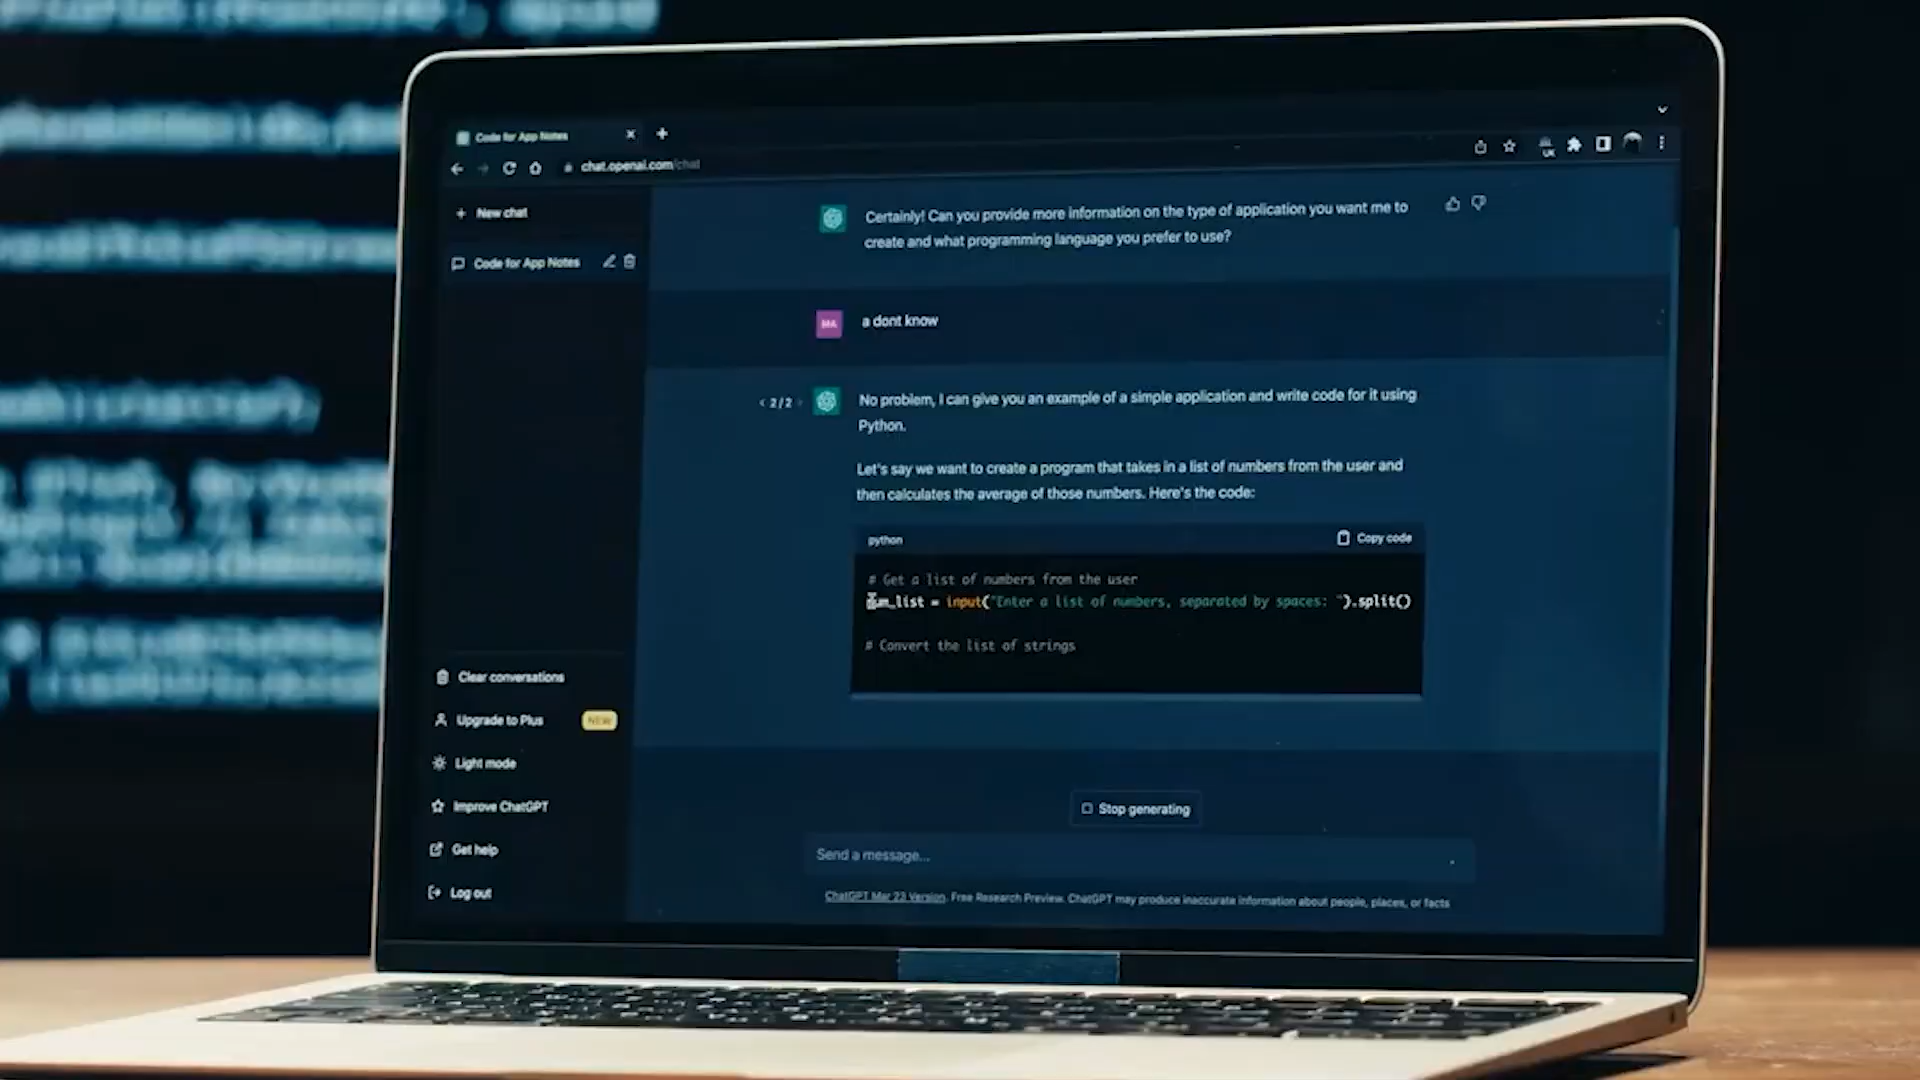 Code for App Notes
chat.openai.com/chat
UK
New chat
Code for App Notes
Certainly! Can you provide more information on the type of application you want me to
create and what programming language you prefer to use?
MA
a dont know
< 2 / 2 >
No problem, I can give you an example of a simple application and write code for it using
Python.
Let's say we want to create a program that takes in a list of numbers from the user and
then calculates the average of those numbers. Here's the code:
python
Copy code
# Get a list of numbers from the user
num_list = input("Enter a list of numbers, separated by spaces: ").split()
# Convert the list of strings
Clear conversations
Upgrade to Plus
NEW
Light mode
Improve ChatGPT
Get help
Log out
Stop generating
Send a message...
ChatGPT Mar 23 Version. Free Research Preview. ChatGPT may produce inaccurate information about people, places, or facts